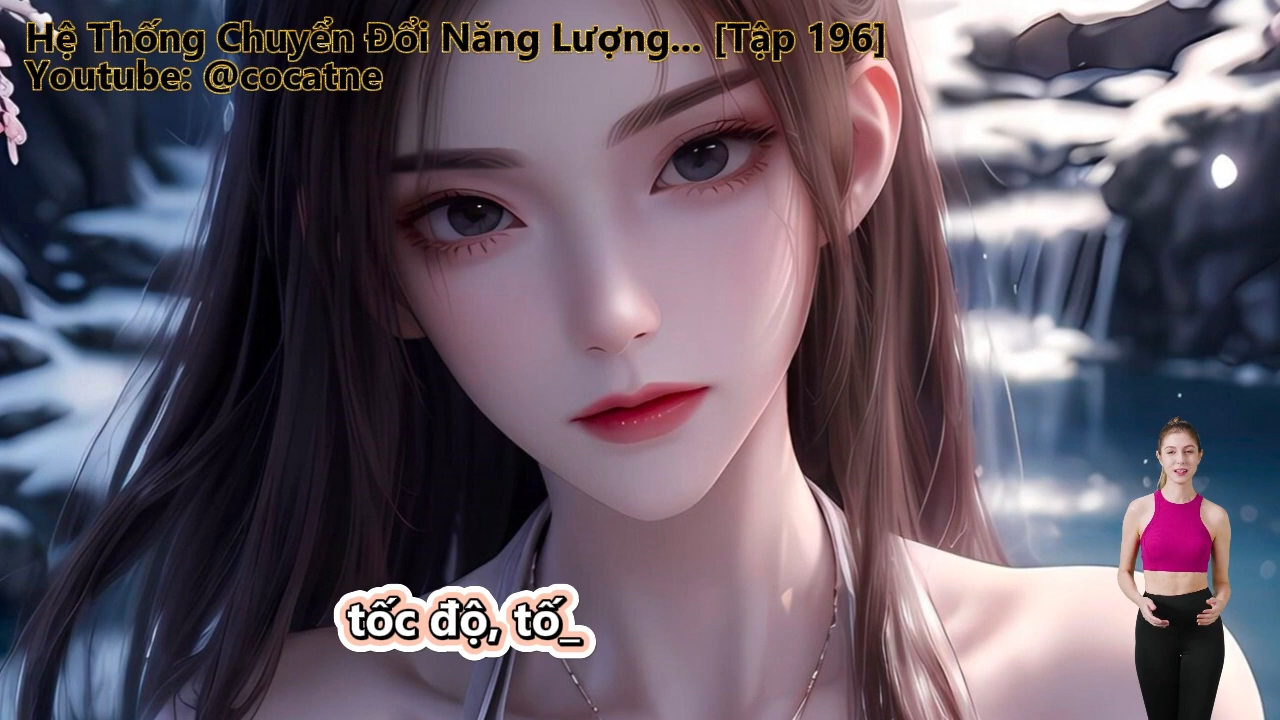 Hệ Thống Chuyển Đổi Năng Lượng... [Tập 196]
Youtube: @cocatne
tốc độ, tố_